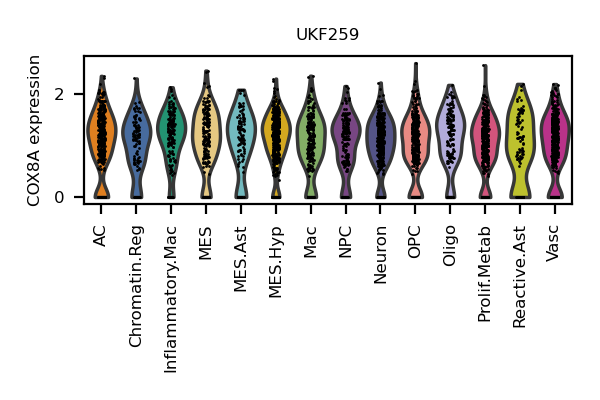 UKF259
COX8A expression
2
0
AC
Chromatin.Reg
Inflammatory.Mac
MES
MES.Ast
MES.Hyp
Mac
NPC
Neuron
OPC
Oligo
Prolif.Metab
Reactive.Ast
Vasc